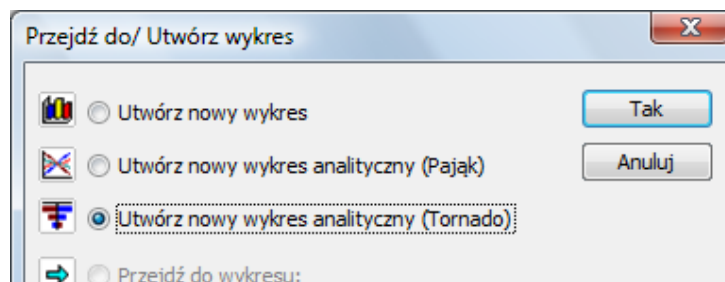 Przejdź do/ Utwórz wykres
Utwórz nowy wykres
Tak
Utwórz nowy wykres analityczny (Pająk)
Anuluj
Utwórz nowy wykres analityczny (Tornado)
Przejdź do wykresu: